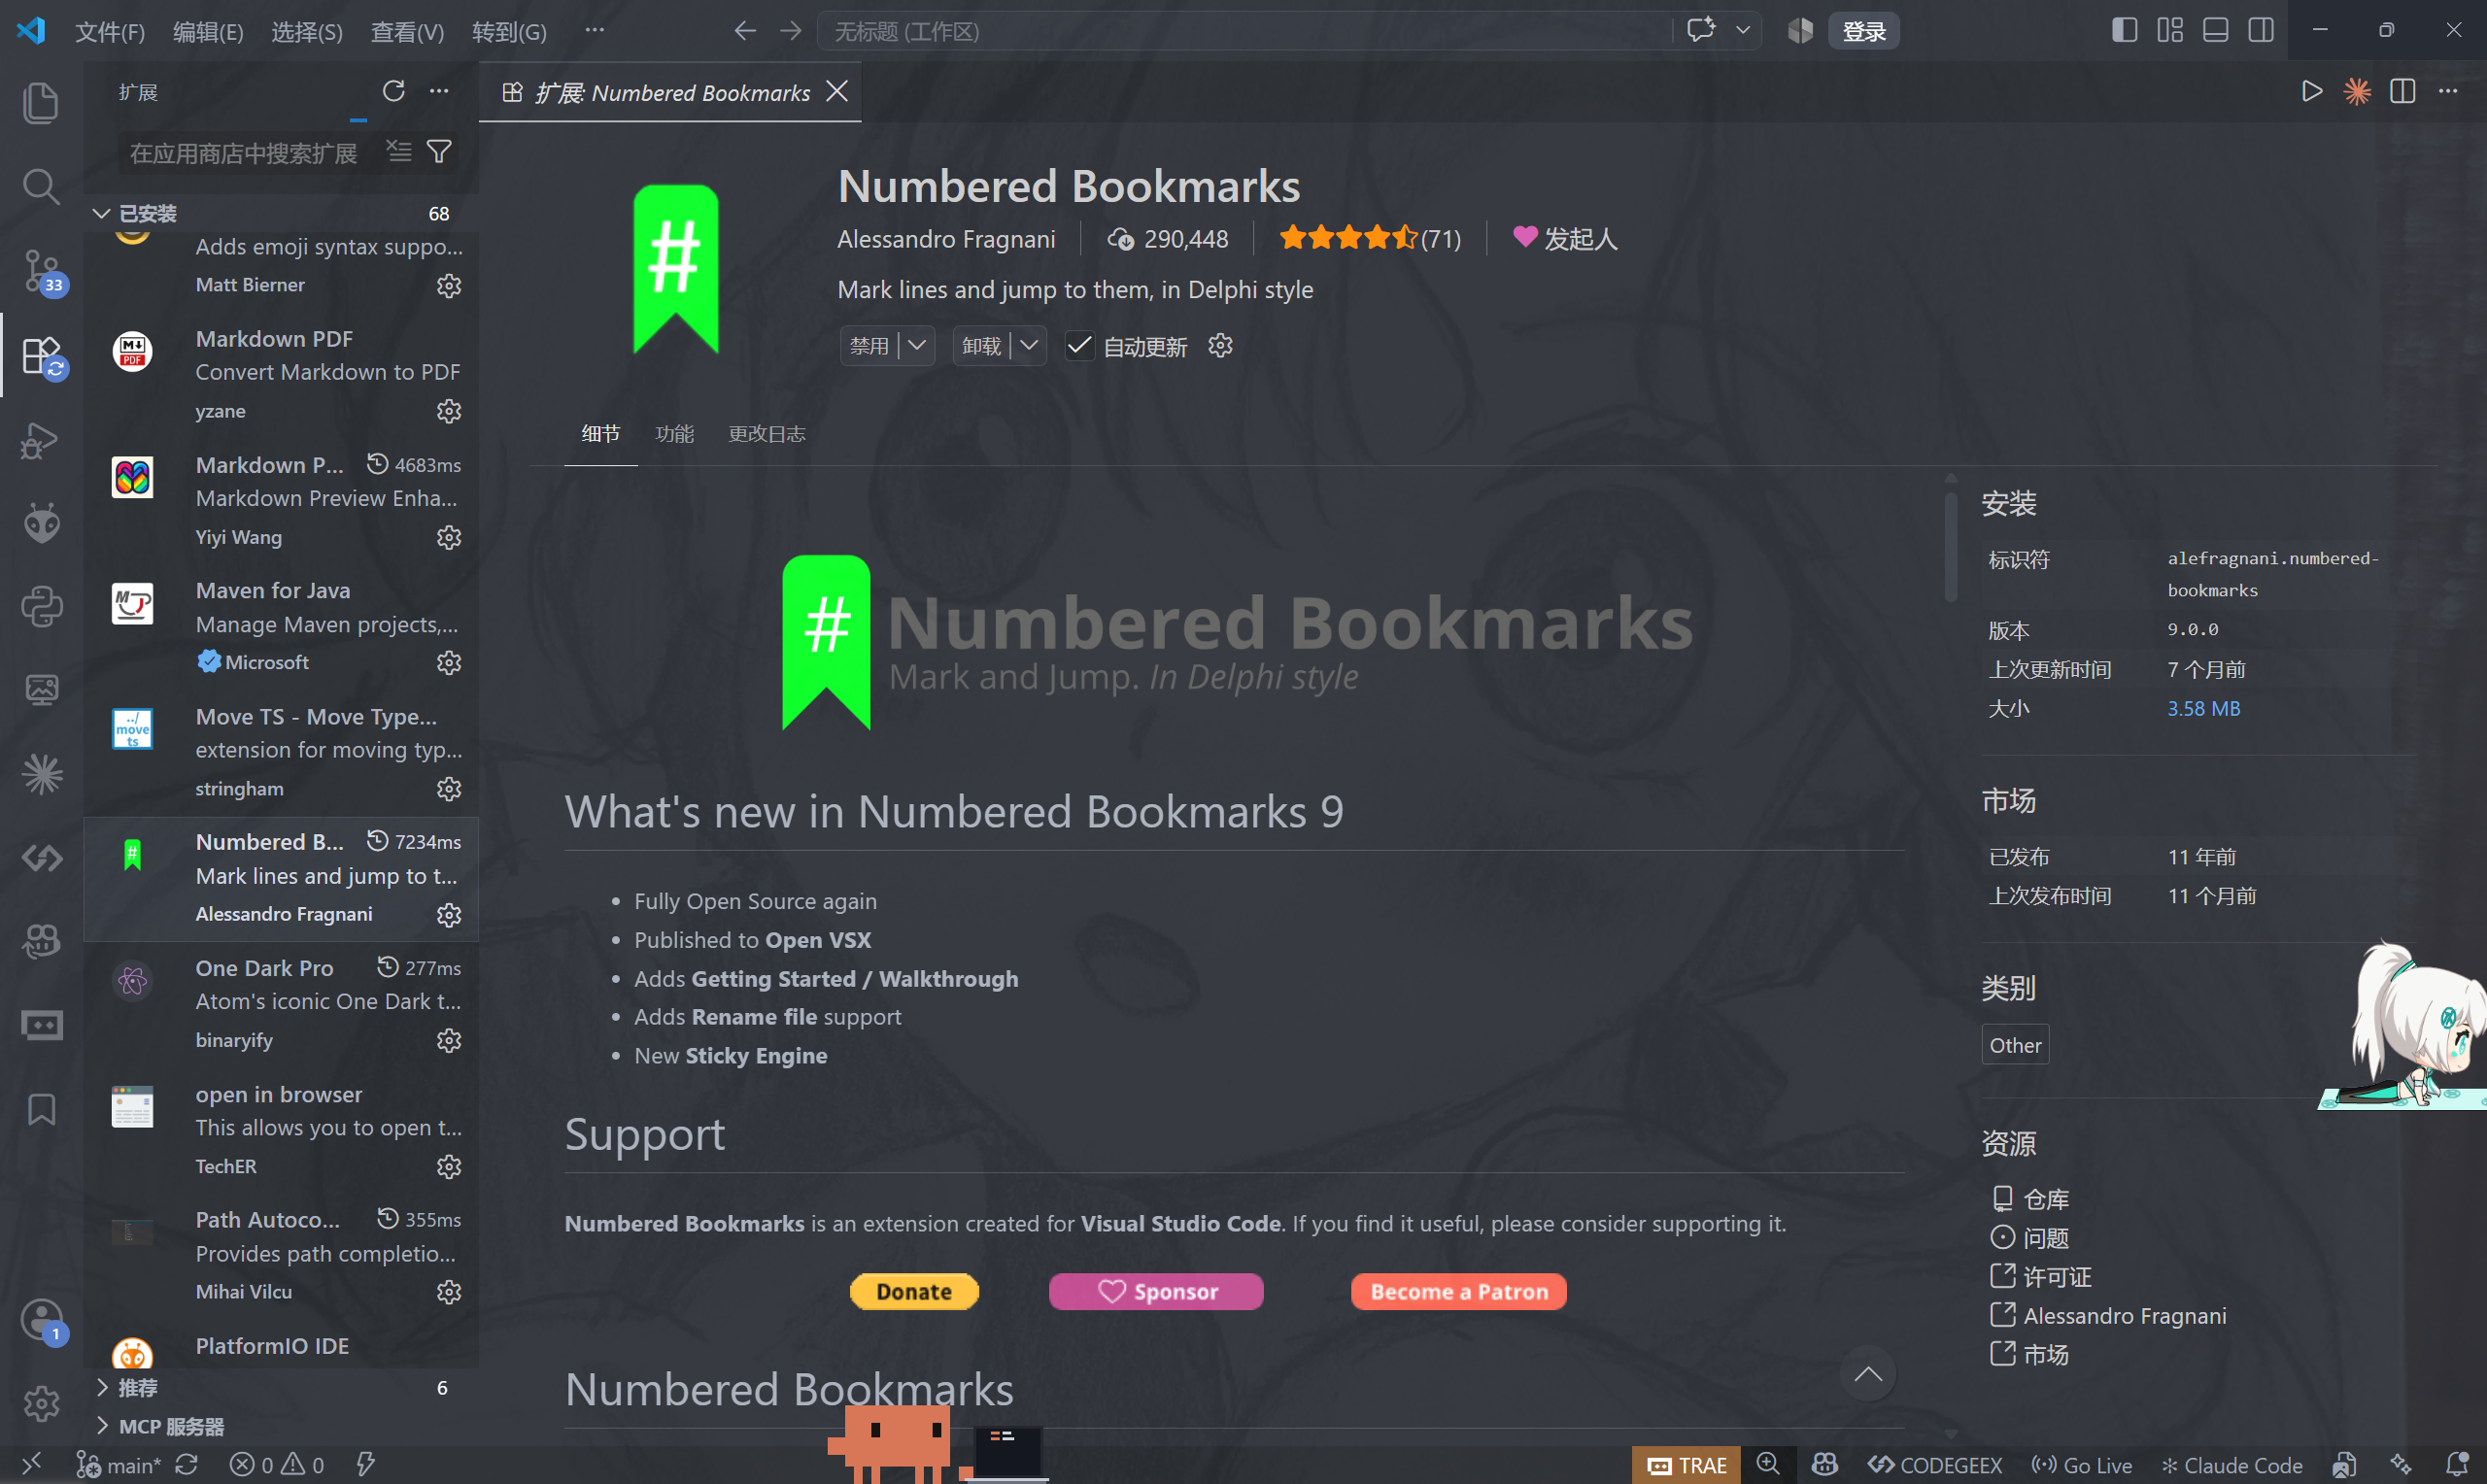 文件(F) 编辑(E) 选择(S) 查看(V) 转到(G) ··· 无标题 (工作区) 登录
扩展
在应用商店中搜索扩展
已安装 68
Adds emoji syntax suppo...
Matt Bierner
Markdown PDF
Convert Markdown to PDF
yzane
Markdown P... 4683ms
Markdown Preview Enha...
Yiyi Wang
Maven for Java
Manage Maven projects,...
Microsoft
Move TS - Move Type...
extension for moving typ...
stringham
Numbered B... 7234ms
Mark lines and jump to t...
Alessandro Fragnani
One Dark Pro 277ms
Atom's iconic One Dark t...
binaryify
open in browser
This allows you to open t...
TechER
Path Autoco... 355ms
Provides path completio...
Mihai Vilcu
PlatformIO IDE
推荐 6
MCP 服务器
33
1
M↓
PDF
../
move
ts
扩展: Numbered Bookmarks
#
Numbered Bookmarks
Alessandro Fragnani 290,448 (71) 发起人
Mark lines and jump to them, in Delphi style
禁用 卸载 自动更新
细节 功能 更改日志
# Numbered Bookmarks
Mark and Jump. In Delphi style
What's new in Numbered Bookmarks 9
• Fully Open Source again
• Published to Open VSX
• Adds Getting Started / Walkthrough
• Adds Rename file support
• New Sticky Engine
Support
Numbered Bookmarks is an extension created for Visual Studio Code. If you find it useful, please consider supporting it.
Donate Sponsor Become a Patron
Numbered Bookmarks
安装
标识符 alefragnani.numbered-
bookmarks
版本 9.0.0
上次更新时间 7 个月前
大小 3.58 MB
市场
已发布 11 年前
上次发布时间 11 个月前
类别
Other
资源
仓库
问题
许可证
Alessandro Fragnani
市场
main* 0 0 TRAE CODEGEEX Go Live Claude Code